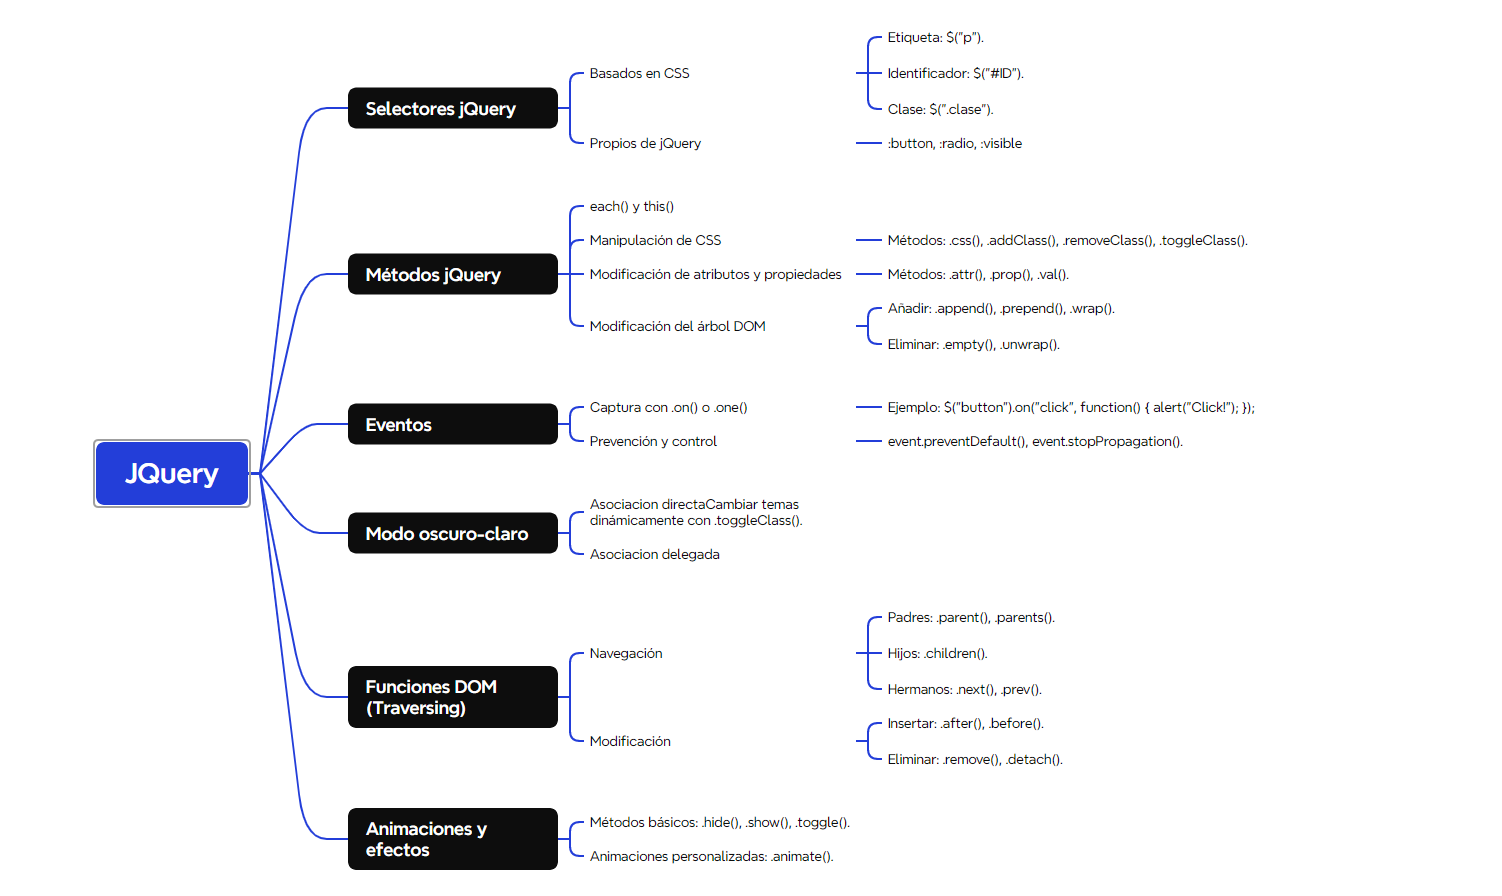 JQuery
Selectores jQuery
Basados en CSS
Etiqueta: $("p").
Identificador: $("#ID").
Clase: $(".clase").
Propios de jQuery
:button, :radio, :visible
Métodos jQuery
each() y this()
Manipulación de CSS
Métodos: .css(), .addClass(), .removeClass(), .toggleClass().
Modificación de atributos y propiedades
Métodos: .attr(), .prop(), .val().
Modificación del árbol DOM
Añadir: .append(), .prepend(), .wrap().
Eliminar: .empty(), .unwrap().
Eventos
Captura con .on() o .one()
Ejemplo: $("button").on("click", function() { alert("Click!"); });
Prevención y control
event.preventDefault(), event.stopPropagation().
Modo oscuro-claro
Asociacion directaCambiar temas
dinámicamente con .toggleClass().
Asociacion delegada
Funciones DOM
(Traversing)
Navegación
Padres: .parent(), .parents().
Hijos: .children().
Hermanos: .next(), .prev().
Modificación
Insertar: .after(), .before().
Eliminar: .remove(), .detach().
Animaciones y
efectos
Métodos básicos: .hide(), .show(), .toggle().
Animaciones personalizadas: .animate().